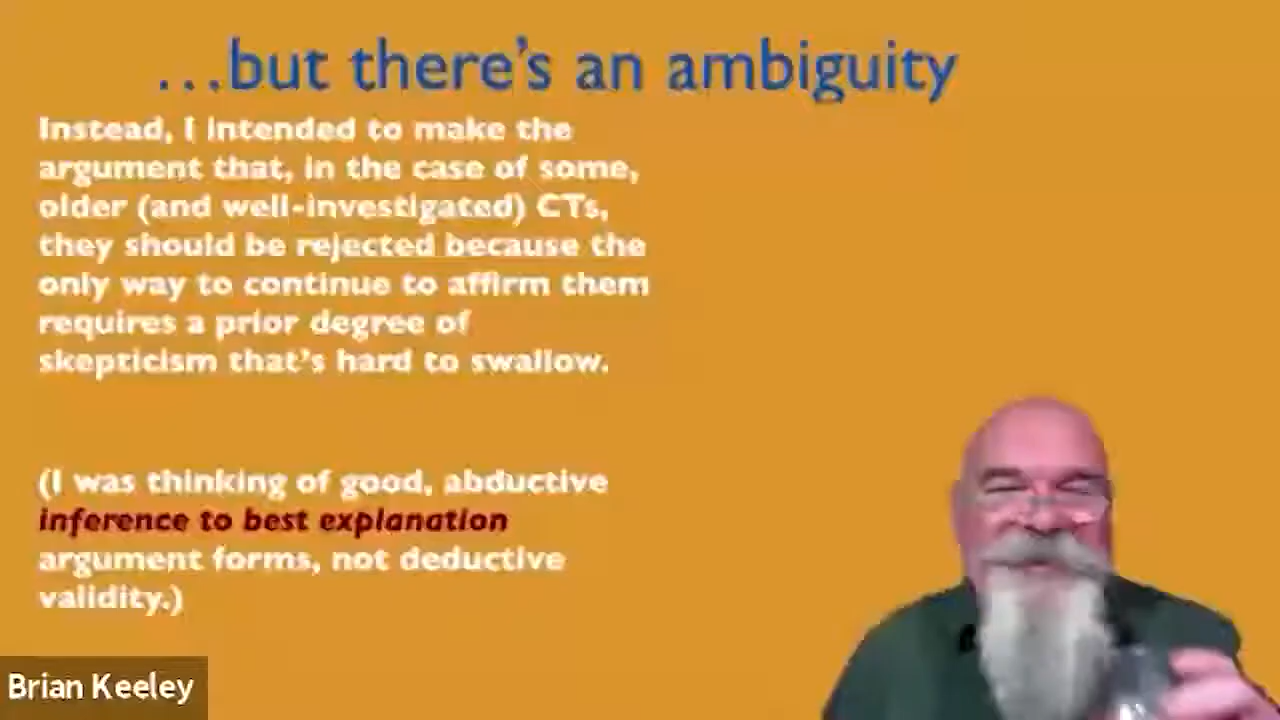 ...but there's an ambiguity
Instead, I intended to make the
argument that, in the case of some,
older (and well-investigated) CTs,
they should be rejected because the
only way to continue to affirm them
requires a prior degree of
skepticism that's hard to swallow.
(I was thinking of good, abductive
inference to best explanation
argument forms, not deductive
validity.)
Brian Keeley